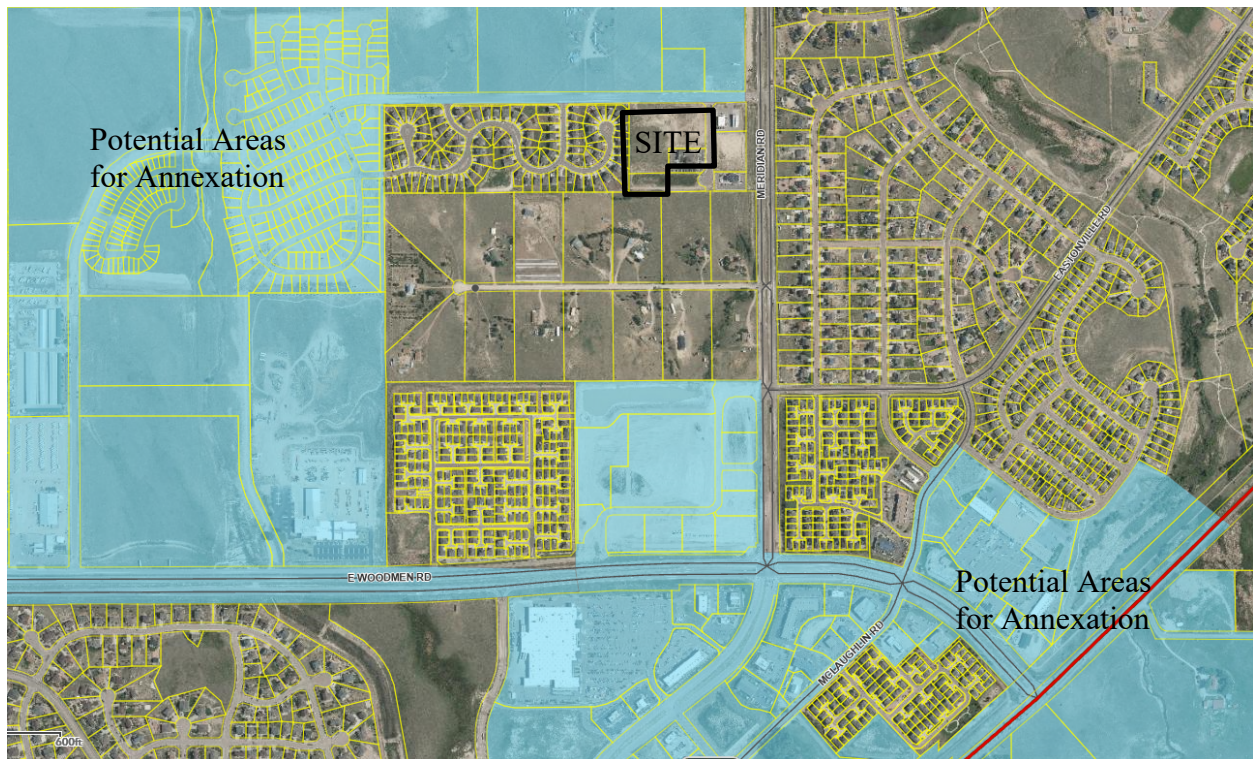 Potential Areas
for Annexation
SITE
MERIDIAN RD
EASTONVILLE RD
E WOODMEN RD
Potential Areas
for Annexation
MCLAUGHLIN RD
600ft